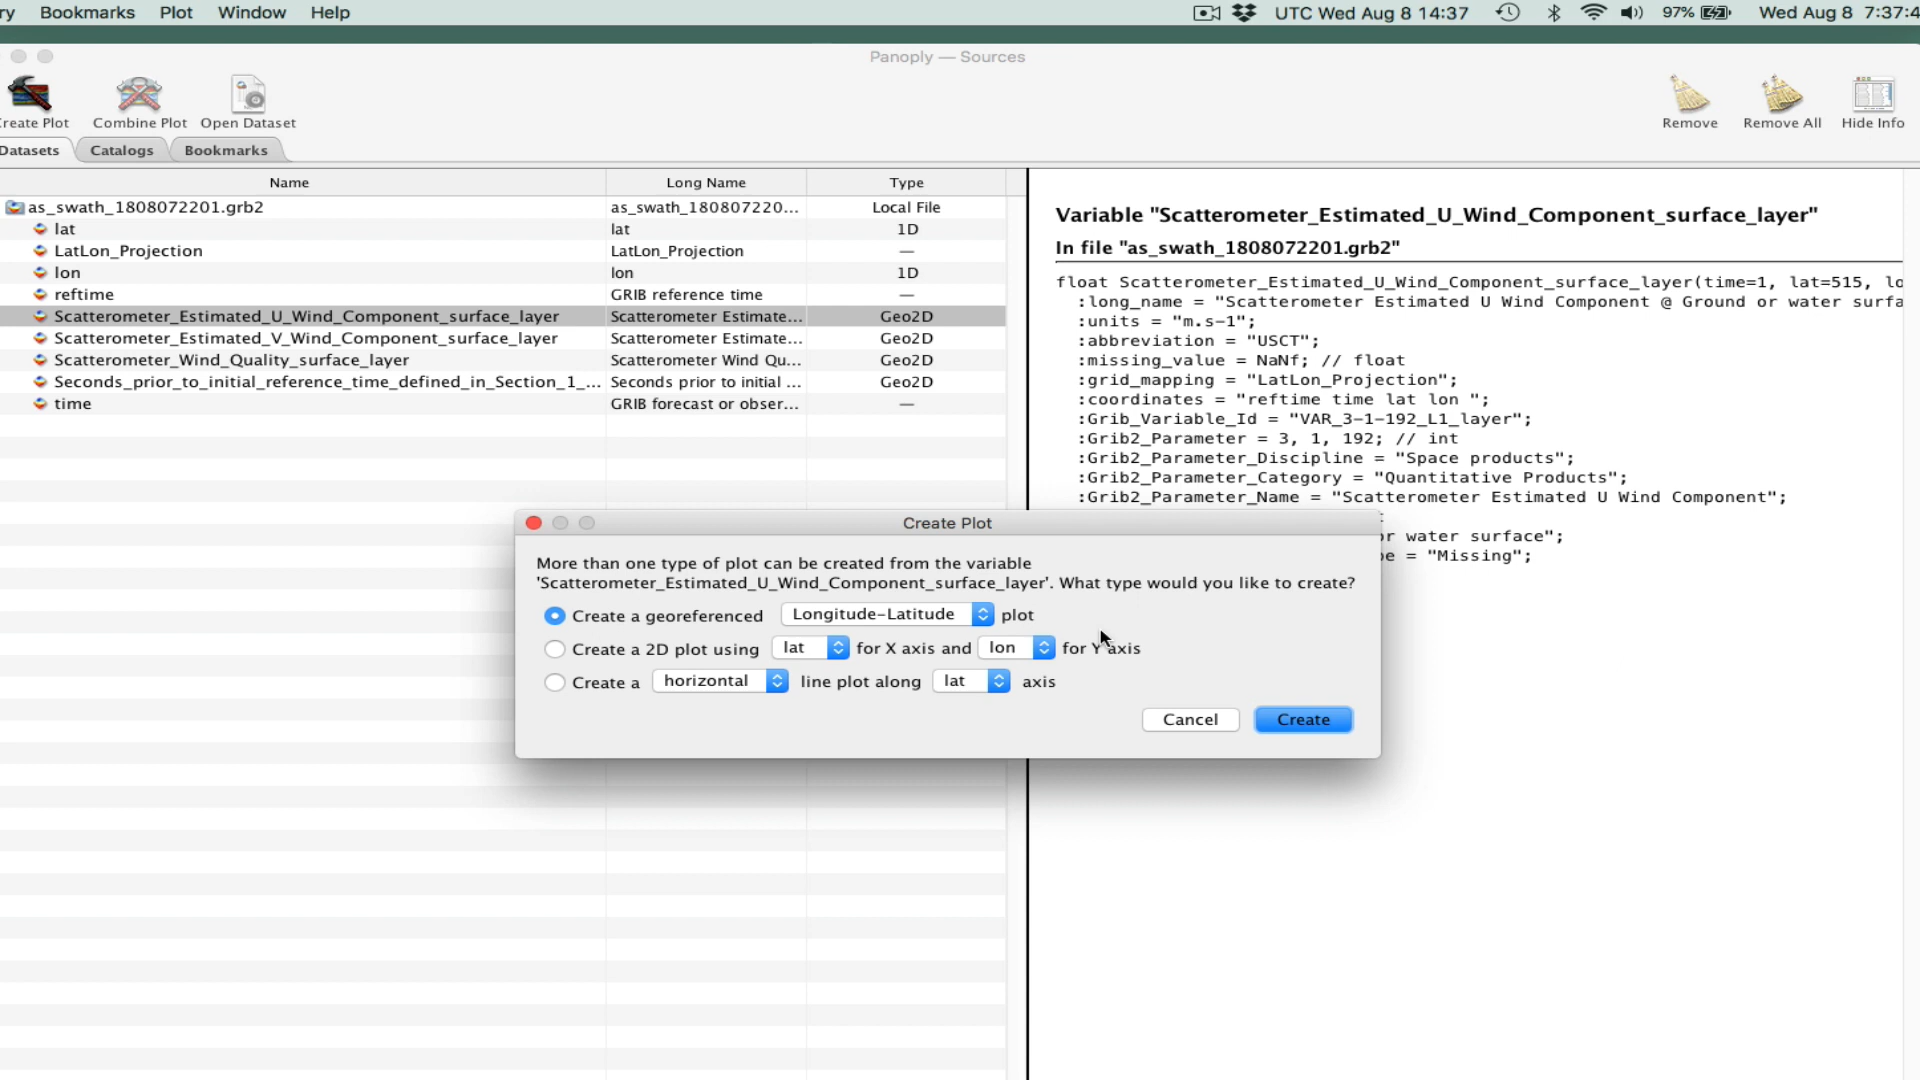 ry Bookmarks Plot Window Help UTC Wed Aug 8 14:37 97% Wed Aug 8 7:37:4
Panoply — Sources
reate Plot Combine Plot Open Dataset Remove Remove All Hide Info
Datasets Catalogs Bookmarks
Name Long Name Type
as_swath_1808072201.grb2 as_swath_180807220... Local File
lat lat 1D
LatLon_Projection LatLon_Projection —
lon lon 1D
reftime GRIB reference time —
Scatterometer_Estimated_U_Wind_Component_surface_layer Scatterometer Estimate... Geo2D
Scatterometer_Estimated_V_Wind_Component_surface_layer Scatterometer Estimate... Geo2D
Scatterometer_Wind_Quality_surface_layer Scatterometer Wind Qu... Geo2D
Seconds_prior_to_initial_reference_time_defined_in_Section_1_... Seconds prior to initial ... Geo2D
time GRIB forecast or obser... —
Variable "Scatterometer_Estimated_U_Wind_Component_surface_layer"
In file "as_swath_1808072201.grb2"
float Scatterometer_Estimated_U_Wind_Component_surface_layer(time=1, lat=515, lo
:long_name = "Scatterometer Estimated U Wind Component @ Ground or water surfa
:units = "m.s-1";
:abbreviation = "USCT";
:missing_value = NaNf; // float
:grid_mapping = "LatLon_Projection";
:coordinates = "reftime time lat lon ";
:Grib_Variable_Id = "VAR_3-1-192_L1_layer";
:Grib2_Parameter = 3, 1, 192; // int
:Grib2_Parameter_Discipline = "Space products";
:Grib2_Parameter_Category = "Quantitative Products";
:Grib2_Parameter_Name = "Scatterometer Estimated U Wind Component";
r water surface";
e = "Missing";
Create Plot
More than one type of plot can be created from the variable
'Scatterometer_Estimated_U_Wind_Component_surface_layer'. What type would you like to create?
Create a georeferenced Longitude-Latitude plot
Create a 2D plot using lat for X axis and lon for Y axis
Create a horizontal line plot along lat axis
Cancel Create